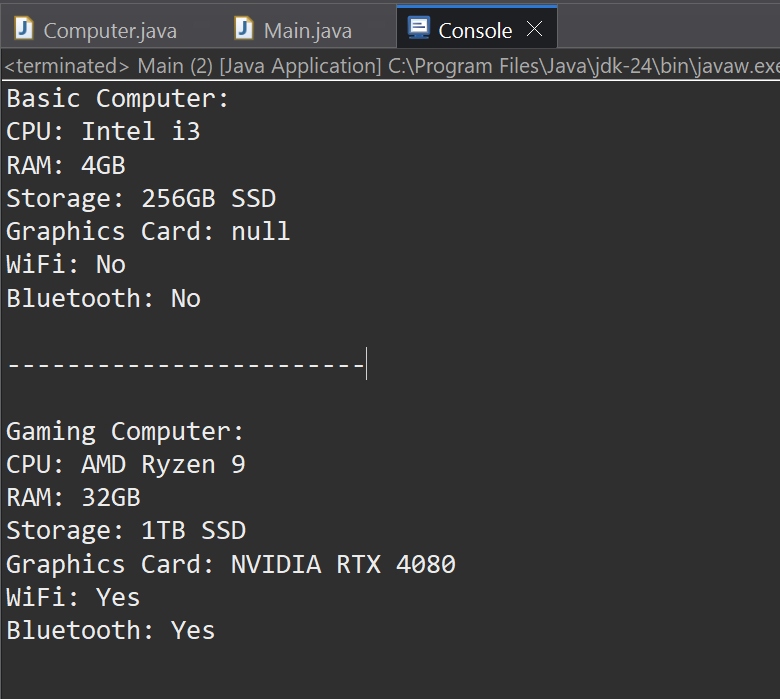 Computer.java
Main.java
Console
<terminated> Main (2) [Java Application] C:\Program Files\Java\jdk-24\bin\javaw.exe
Basic Computer:
CPU: Intel i3
RAM: 4GB
Storage: 256GB SSD
Graphics Card: null
WiFi: No
Bluetooth: No
------------------------
Gaming Computer:
CPU: AMD Ryzen 9
RAM: 32GB
Storage: 1TB SSD
Graphics Card: NVIDIA RTX 4080
WiFi: Yes
Bluetooth: Yes